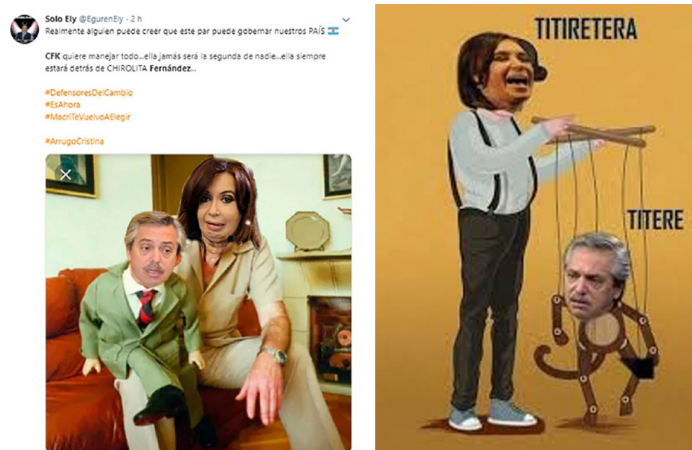 Solo Ely @EgurenEly · 2 h
Realmente alguien puede creer que este par puede gobernar nuestros PAÍS
CFK quiere manejar todo...ella jamás será la segunda de nadie...ella siempre
estará detrás de CHIROLITA Fernández...
#DefensoresDelCambio
#EsAhora
#MacriTeVuelvoAElegir
#ArrugoCristina
TITIRETERA
TITERE